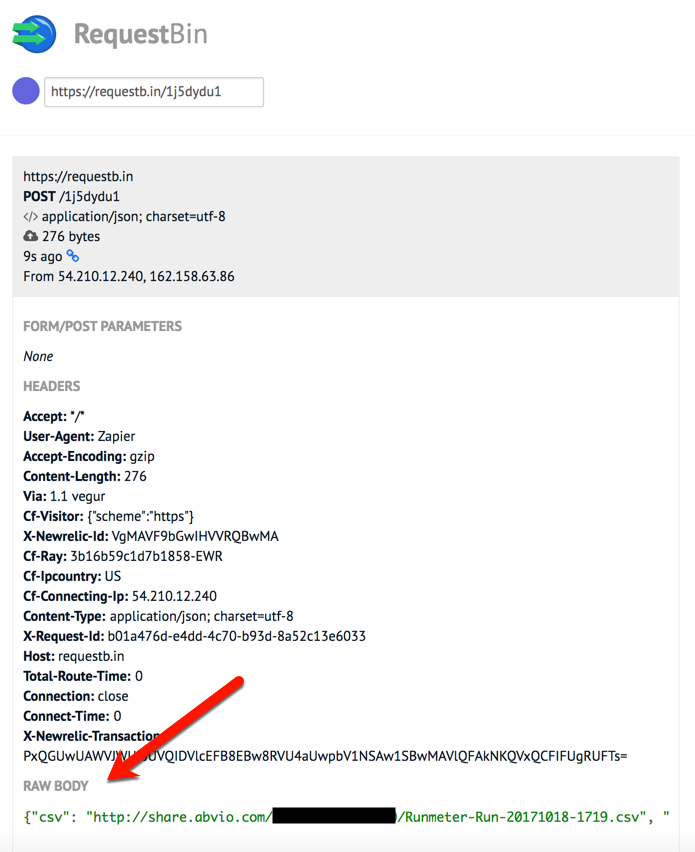 RequestBin
https://requestb.in/1j5dydu1
https://requestb.in
POST /1j5dydu1
</> application/json; charset=utf-8
276 bytes
9s ago
From 54.210.12.240, 162.158.63.86
FORM/POST PARAMETERS
None
HEADERS
Accept: */*
User-Agent: Zapier
Accept-Encoding: gzip
Content-Length: 276
Via: 1.1 vegur
Cf-Visitor: {"scheme":"https"}
X-Newrelic-Id: VgMAVF9bGwIHVVRQBwMA
Cf-Ray: 3b16b59c1d7b1858-EWR
Cf-Ipcountry: US
Cf-Connecting-Ip: 54.210.12.240
Content-Type: application/json; charset=utf-8
X-Request-Id: b01a476d-e4dd-4c70-b93d-8a52c13e6033
Host: requestb.in
Total-Route-Time: 0
Connection: close
Connect-Time: 0
X-Newrelic-Transaction
RAW BODY
{"csv": "http://share.abvio.com/ /Runmeter-Run-20171018-1719.csv", "